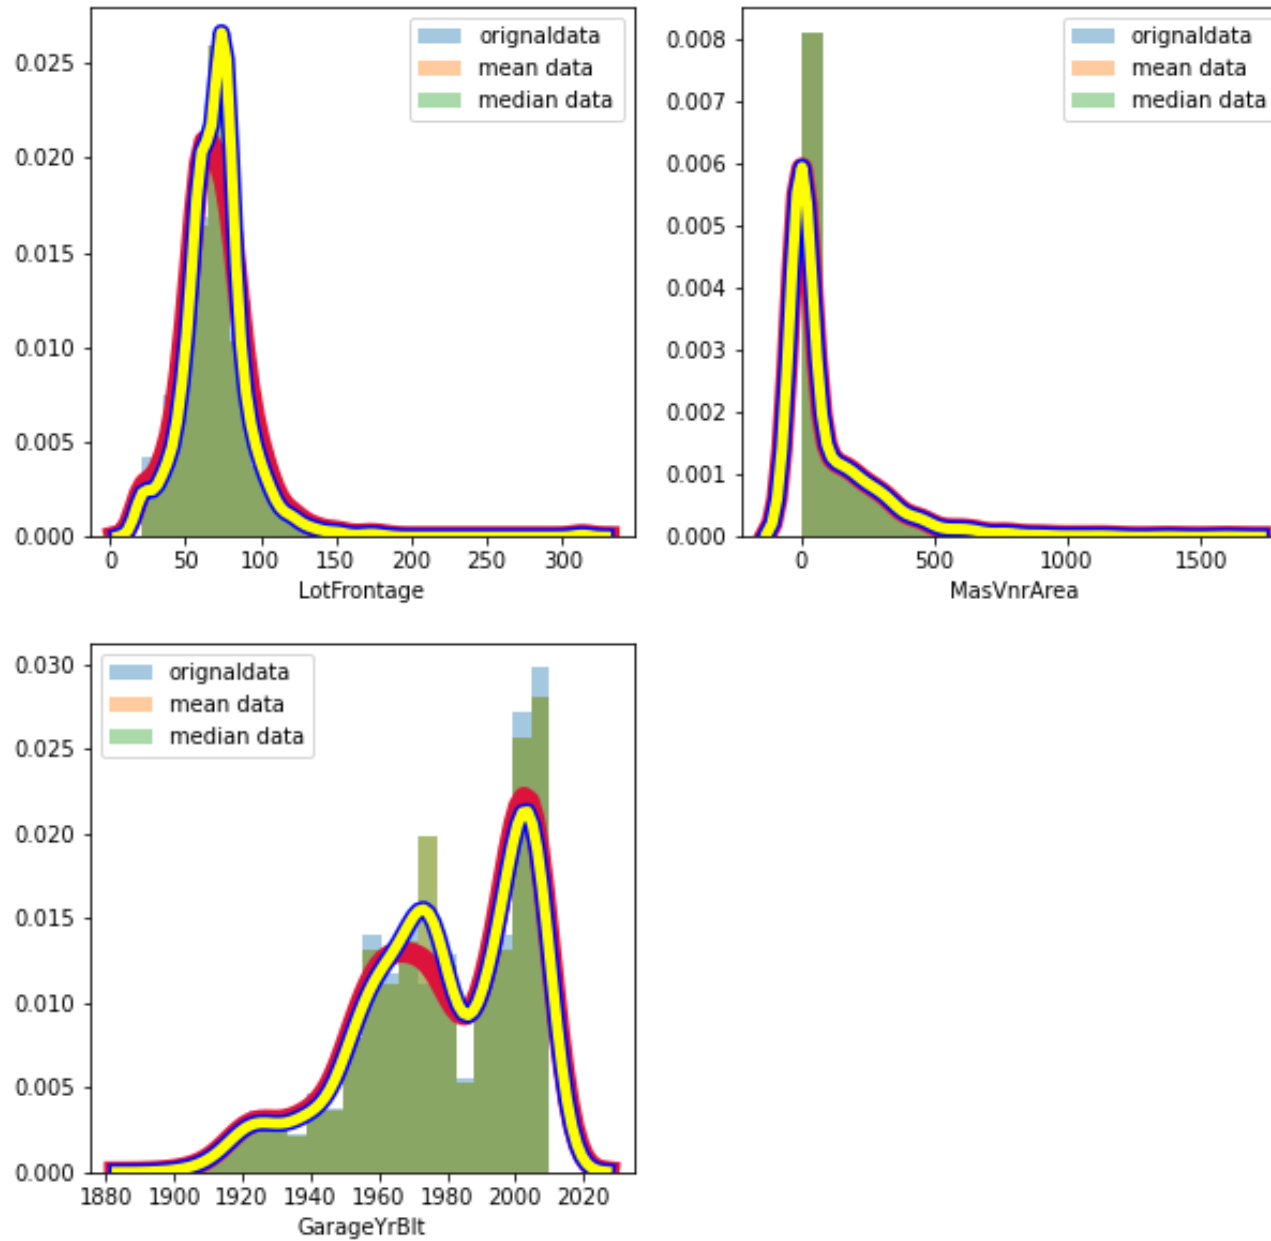 orignaldata
mean data
median data
0.025
0.020
0.015
0.010
0.005
0.000
0 50 100 150 200 250 300
LotFrontage
orignaldata
mean data
median data
0.008
0.007
0.006
0.005
0.004
0.003
0.002
0.001
0.000
0 500 1000 1500
MasVnrArea
orignaldata
mean data
median data
0.030
0.025
0.020
0.015
0.010
0.005
0.000
1880 1900 1920 1940 1960 1980 2000 2020
GarageYrBlt